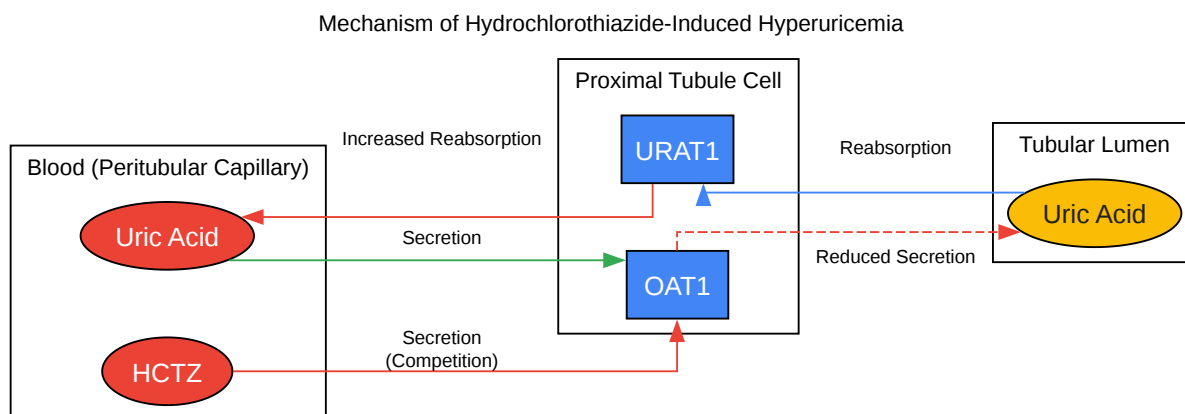 Mechanism of Hydrochlorothiazide-Induced Hyperuricemia
Proximal Tubule Cell
Increased Reabsorption
URAT1
Reabsorption
Tubular Lumen
Blood (Peritubular Capillary)
Uric Acid
Uric Acid
Secretion
Reduced Secretion
OAT1
Secretion
(Competition)
HCTZ